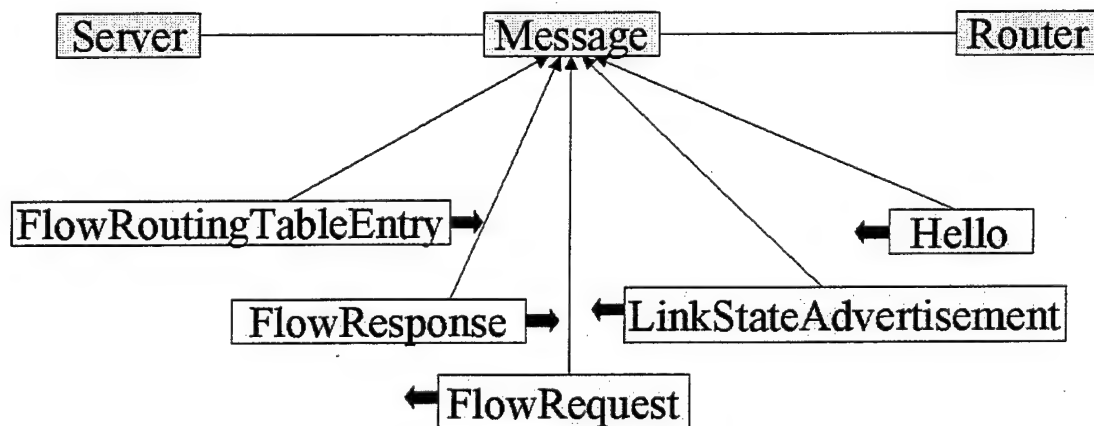 Server
Message
Router
FlowRoutingTableEntry
Hello
FlowResponse
LinkStateAdvertisement
FlowRequest